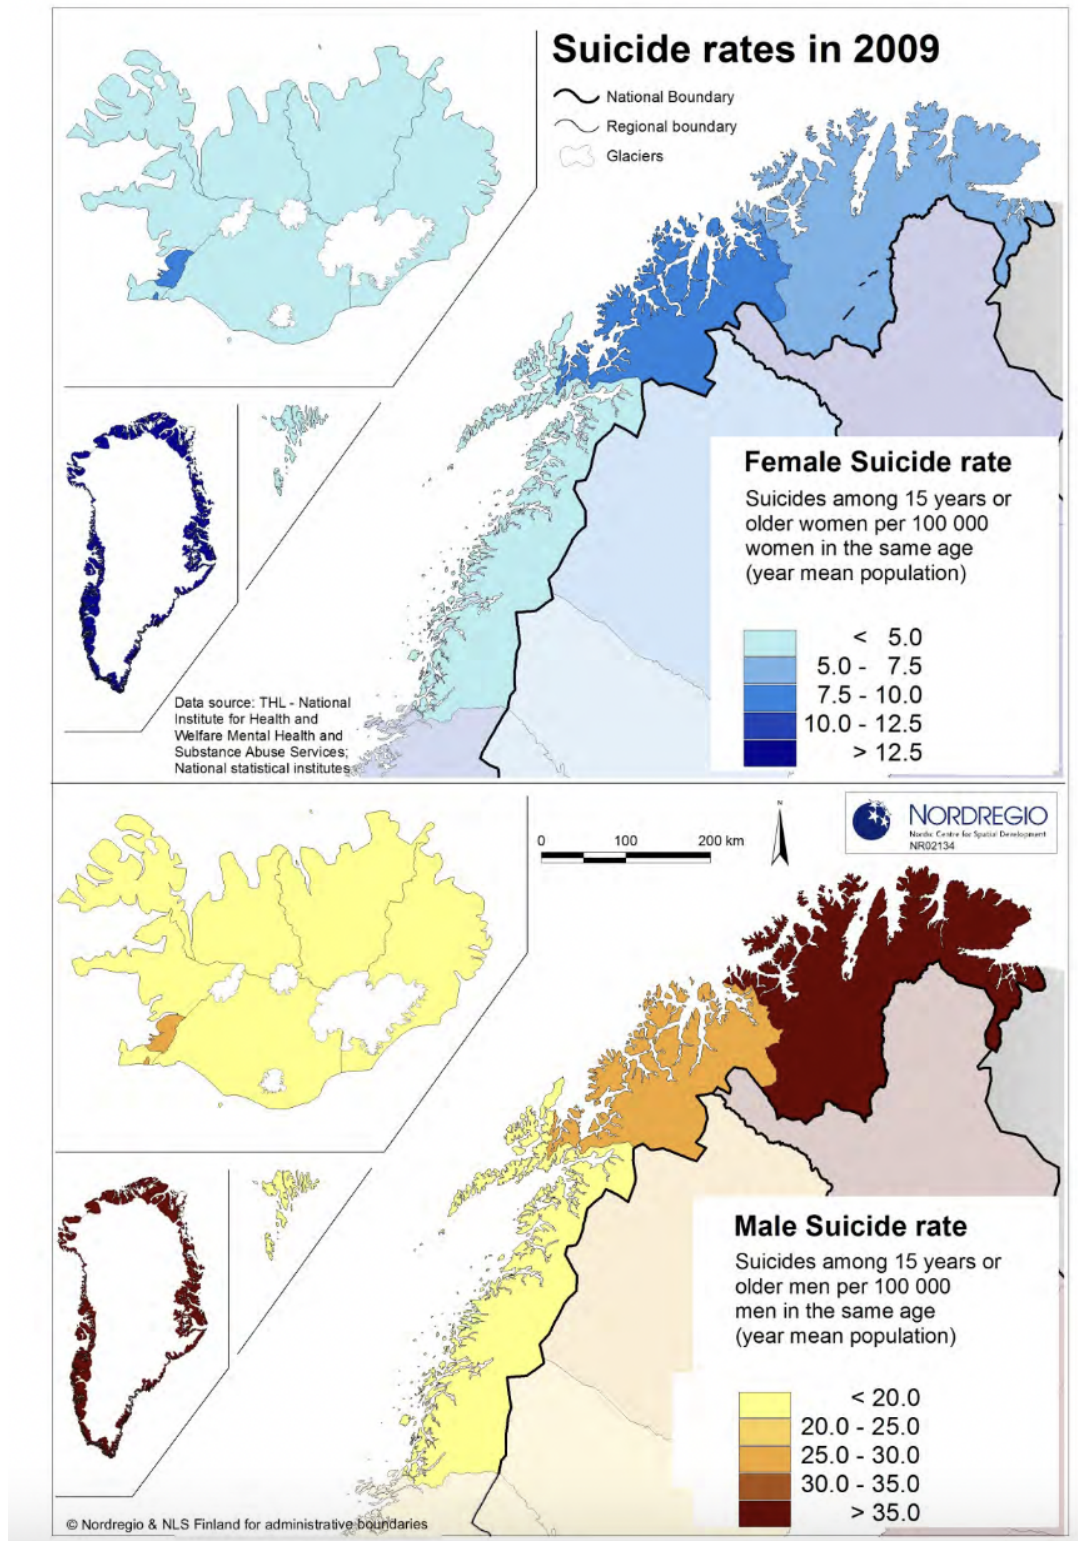 Suicide rates in 2009
National Boundary
Regional boundary
Glaciers
Female Suicide rate
Suicides among 15 years or
older women per 100 000
women in the same age
(year mean population)
< 5.0
5.0 - 7.5
7.5 - 10.0
10.0 - 12.5
> 12.5
Data source: THL - National
Institute for Health and
Welfare Mental Health and
Substance Abuse Services;
National statistical institutes
0 100 200 km
N
NORDREGIO
Nordic Centre for Spatial Development
NR02134
Male Suicide rate
Suicides among 15 years or
older men per 100 000
men in the same age
(year mean population)
< 20.0
20.0 - 25.0
25.0 - 30.0
30.0 - 35.0
> 35.0
© Nordregio & NLS Finland for administrative boundaries